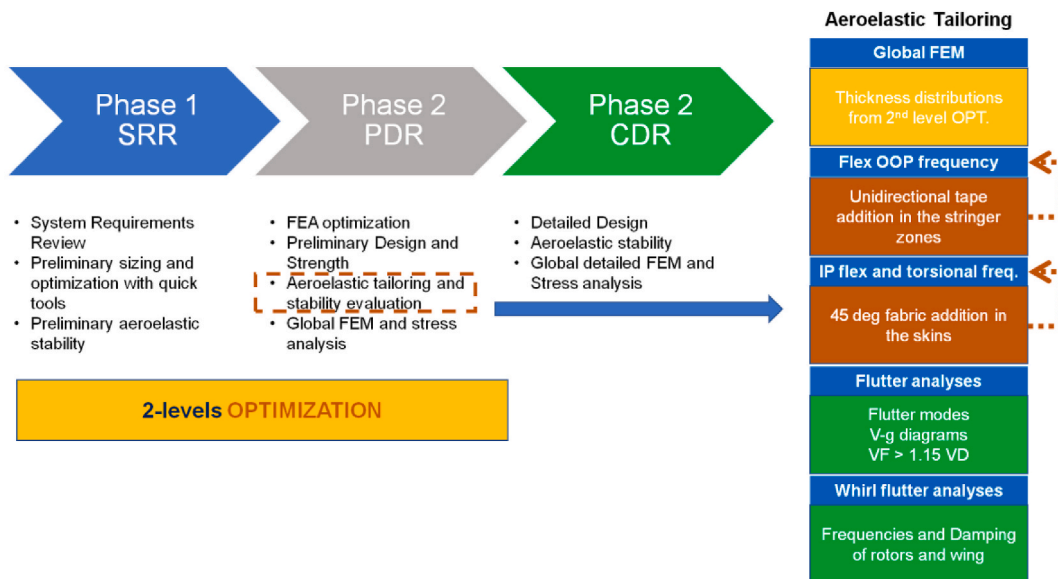 Phase 1
SRR
Phase 2
PDR
Phase 2
CDR
• System Requirements
Review
• Preliminary sizing and
optimization with quick
tools
• Preliminary aeroelastic
stability
• FEA optimization
• Preliminary Design and
Strength
• Aeroelastic tailoring and
stability evaluation
• Global FEM and stress
analysis
• Detailed Design
• Aeroelastic stability
• Global detailed FEM and
Stress analysis
2-levels OPTIMIZATION
Aeroelastic Tailoring
Global FEM
Thickness distributions
from 2nd level OPT.
Flex OOP frequency
Unidirectional tape
addition in the stringer
zones
IP flex and torsional freq.
45 deg fabric addition in
the skins
Flutter analyses
Flutter modes
V-g diagrams
VF > 1.15 VD
Whirl flutter analyses
Frequencies and Damping
of rotors and wing